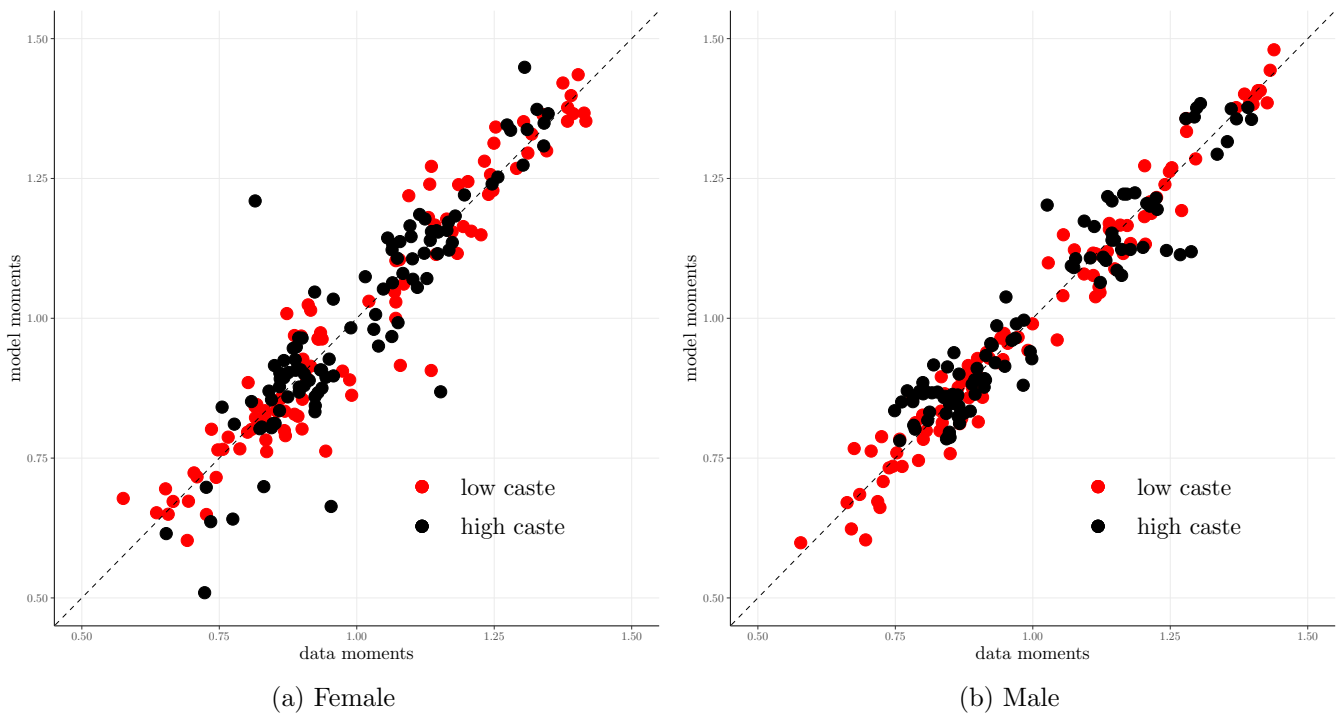 1.50
1.25
1.00
0.75
0.50
model moments
0.50 0.75 1.00 1.25 1.50
data moments
low caste
high caste
(a) Female
1.50
1.25
1.00
0.75
0.50
model moments
0.50 0.75 1.00 1.25 1.50
data moments
low caste
high caste
(b) Male